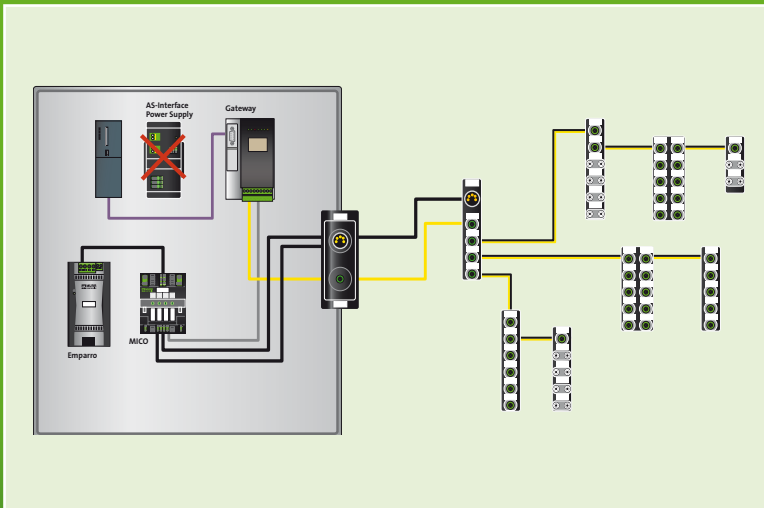 AS-Interface
Power Supply
Gateway
Emparro
MICO